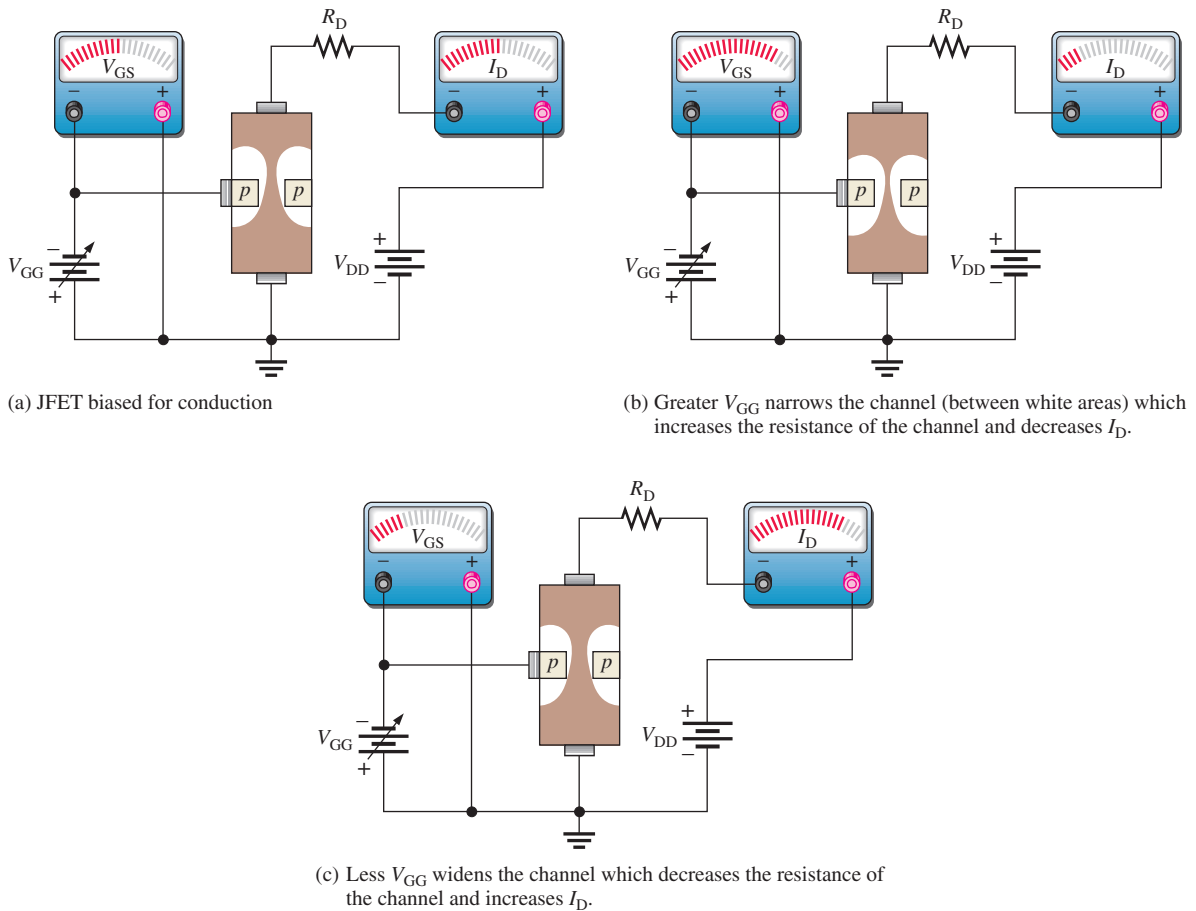 R_D
V_GS
− +
I_D
− +
p p
−
V_GG
+
+
V_DD
−
(a) JFET biased for conduction
R_D
V_GS
− +
I_D
− +
p p
−
V_GG
+
+
V_DD
−
(b) Greater V_GG narrows the channel (between white areas) which
increases the resistance of the channel and decreases I_D.
R_D
V_GS
− +
I_D
− +
p p
−
V_GG
+
+
V_DD
−
(c) Less V_GG widens the channel which decreases the resistance of
the channel and increases I_D.